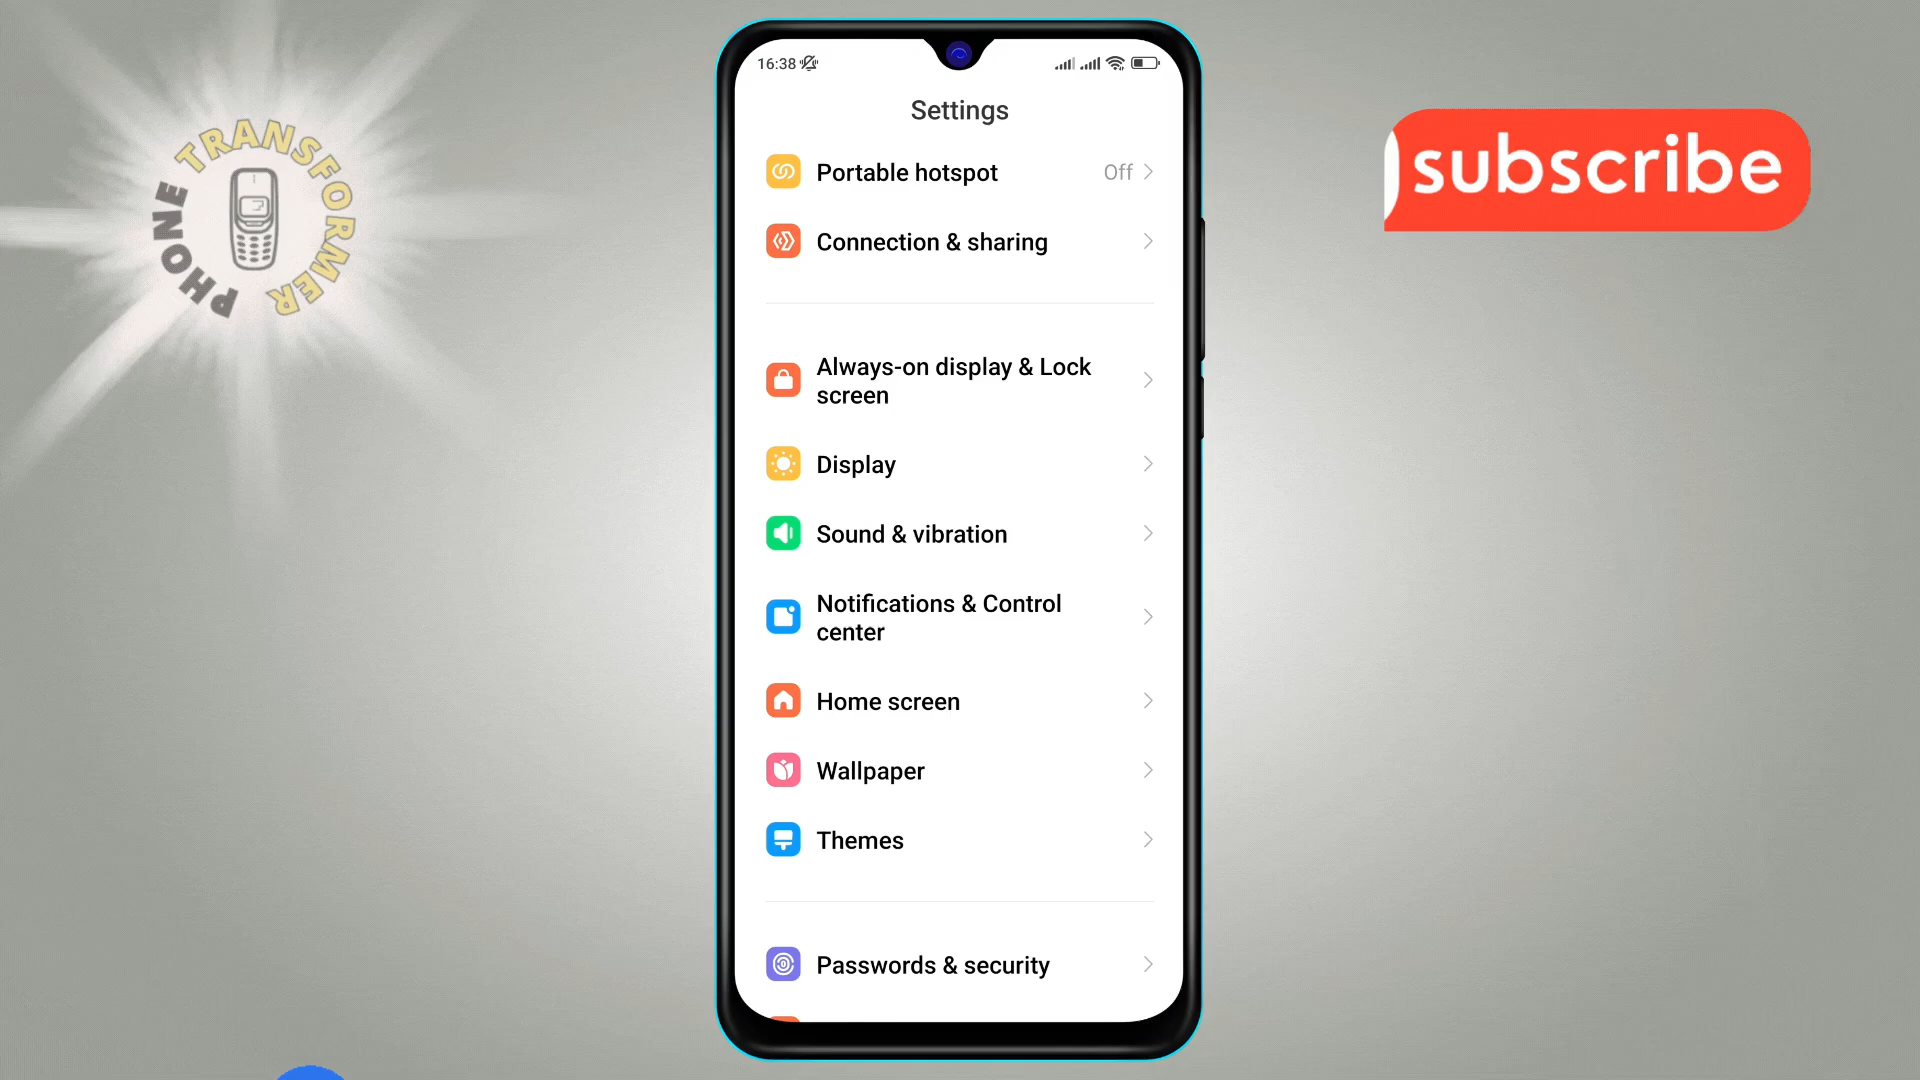 PHONE TRANSFORMER
subscribe
16:38
Settings
Portable hotspot Off
Connection & sharing
Always-on display & Lock
screen
Display
Sound & vibration
Notifications & Control
center
Home screen
Wallpaper
Themes
Passwords & security